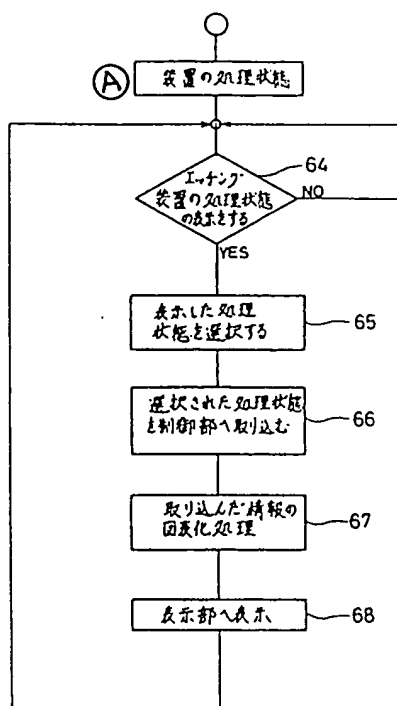 Ⓐ 装置の処理状態
64
エッチング
装置の処理状態
の表示をする
NO
YES
表示した処理
状態を選択する
65
選択された処理状態
を制御部へ取り込む
66
取り込んだ情報の
図表化処理
67
表示部へ表示
68